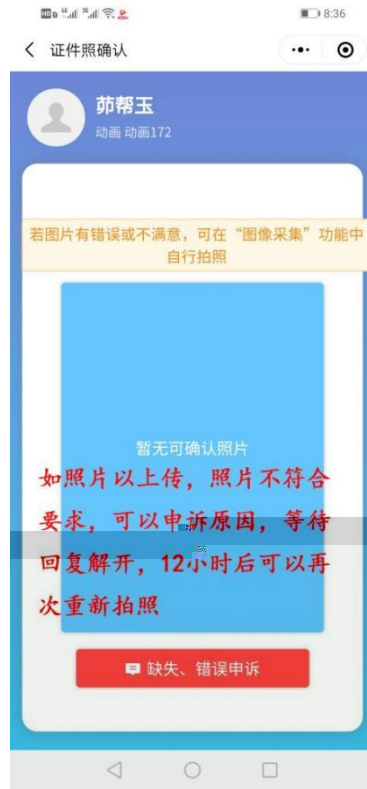 8:36
证件照确认
茆帮玉
动画 动画172
若图片有错误或不满意，可在“图像采集”功能中
自行拍照
暂无可确认照片
如照片以上传，照片不符合
要求，可以申诉原因，等待
回复解开，12小时后可以再
次重新拍照
缺失、错误申诉